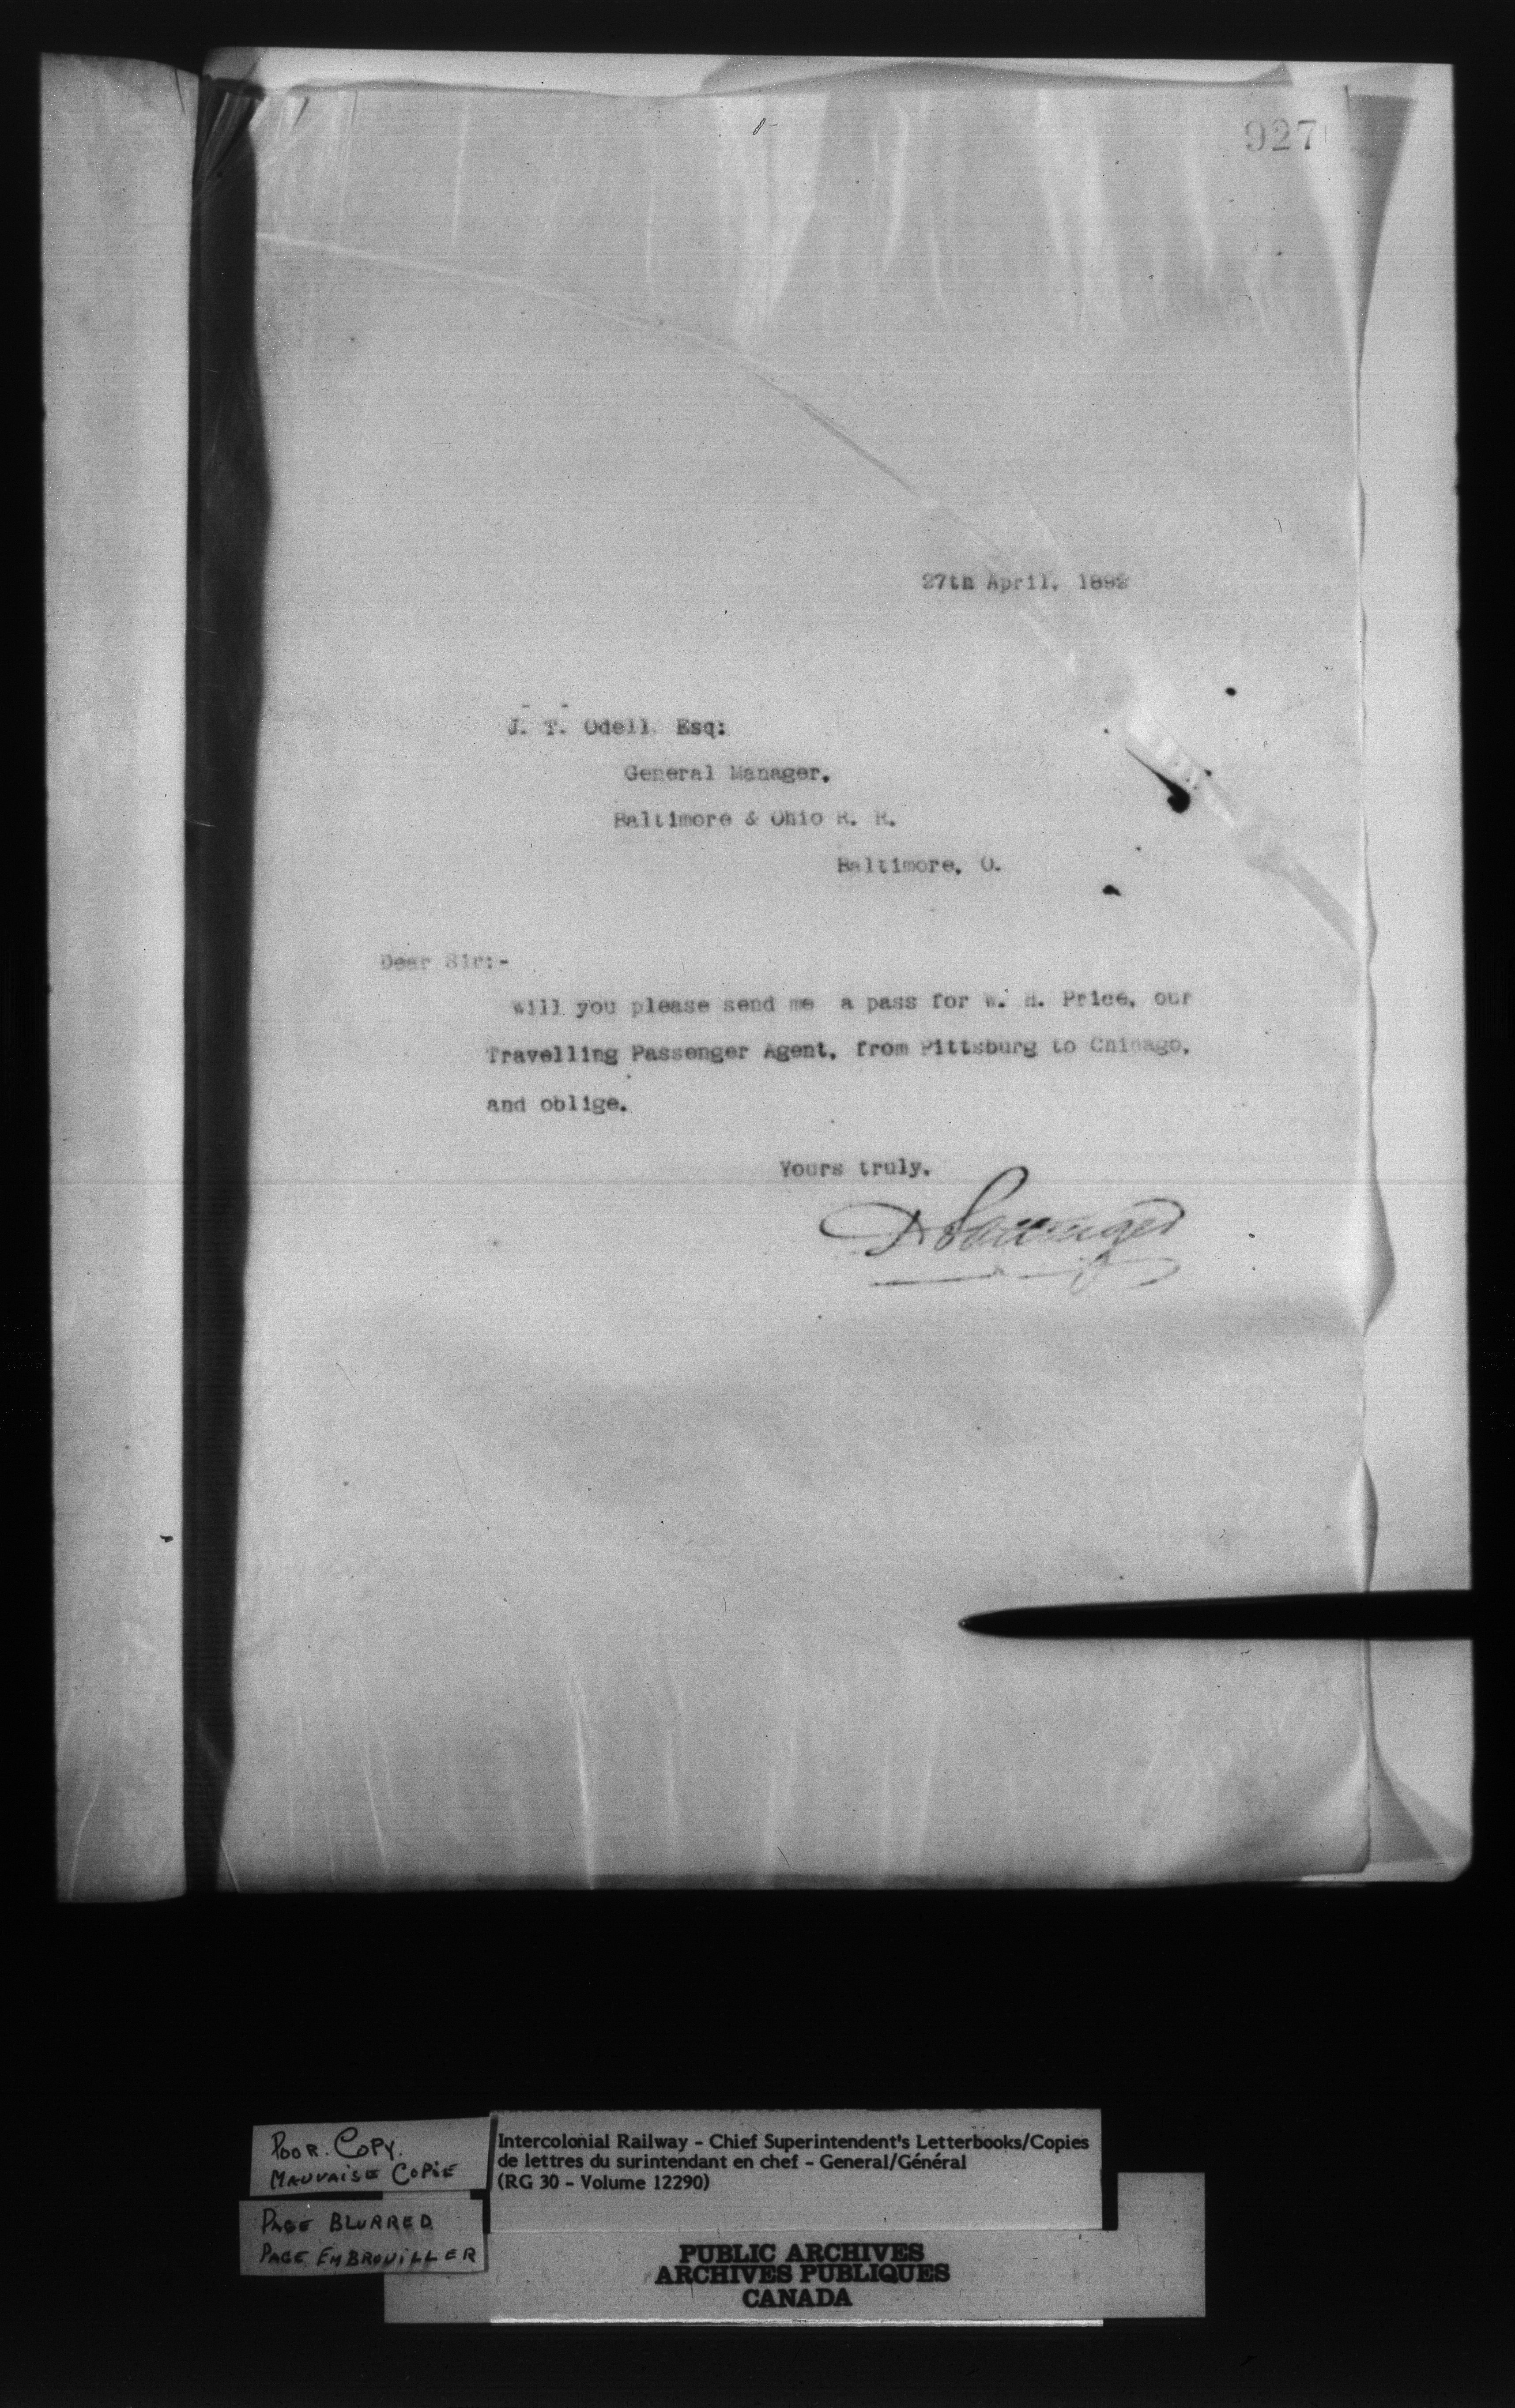 927
27th April. 1892
J. T. Odell Esq:
General Manager.
Baltimore & Ohio R. R.
Baltimore, O.
Dear Sir:-
Will you please send me a pass for W. H. Price, our
Travelling Passenger Agent, from Pittsburg to Chicago,
and oblige.
Yours truly.
D Pottinger
POOR. COPY.
MAUVAISE COPIE
PAGE BLURRED
PAGE EMBROUILLER
Intercolonial Railway - Chief Superintendent's Letterbooks/Copies
de lettres du surintendant en chef - General/Général
(RG 30 - Volume 12290)
PUBLIC ARCHIVES
ARCHIVES PUBLIQUES
CANADA